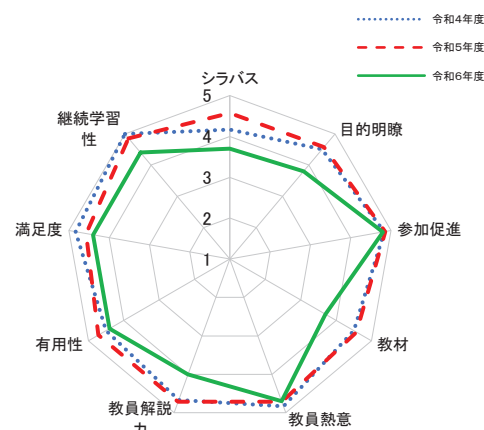 令和4年度
令和5年度
令和6年度
シラバス
目的明瞭
参加促進
教材
教員熱意
教員解説
有用性
満足度
継続学習
性
5
4
3
2
1